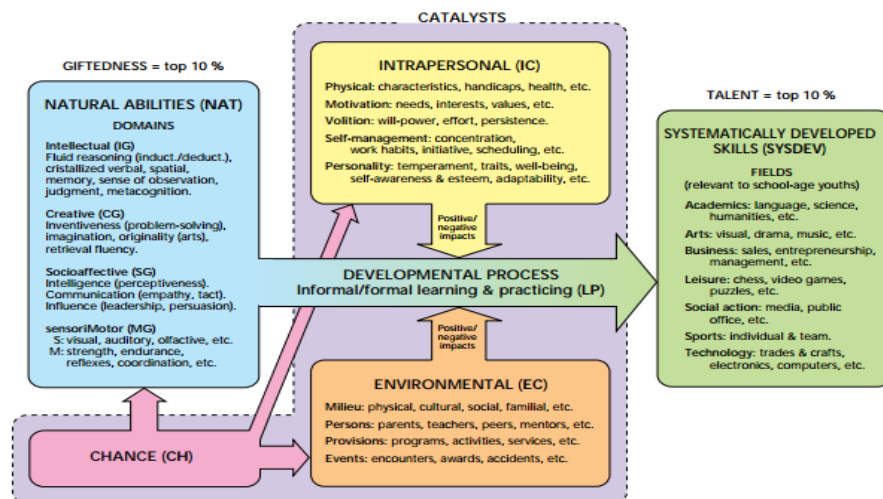 CATALYSTS
GIFTEDNESS = top 10 %
NATURAL ABILITIES (NAT)
DOMAINS
Intellectual (IG)
Fluid reasoning (induct./deduct.),
cristallized verbal, spatial,
memory, sense of observation,
judgment, metacognition.
Creative (CG)
Inventiveness (problem-solving),
imagination, originality (arts),
retrieval fluency.
Socioaffective (SG)
Intelligence (perceptiveness).
Communication (empathy, tact).
Influence (leadership, persuasion).
sensoriMotor (MG)
S: visual, auditory, olfactive, etc.
M: strength, endurance,
reflexes, coordination, etc.
INTRAPERSONAL (IC)
Physical: characteristics, handicaps, health, etc.
Motivation: needs, interests, values, etc.
Volition: will-power, effort, persistence.
Self-management: concentration,
work habits, initiative, scheduling, etc.
Personality: temperament, traits, well-being,
self-awareness & esteem, adaptability, etc.
Positive/
negative
impacts
DEVELOPMENTAL PROCESS
Informal/formal learning & practicing (LP)
Positive/
negative
impacts
ENVIRONMENTAL (EC)
Milieu: physical, cultural, social, familial, etc.
Persons: parents, teachers, peers, mentors, etc.
Provisions: programs, activities, services, etc.
Events: encounters, awards, accidents, etc.
CHANCE (CH)
TALENT = top 10 %
SYSTEMATICALLY DEVELOPED
SKILLS (SYSDEV)
FIELDS
(relevant to school-age youths)
Academics: language, science,
humanities, etc.
Arts: visual, drama, music, etc.
Business: sales, entrepreneurship,
management, etc.
Leisure: chess, video games,
puzzles, etc.
Social action: media, public
office, etc.
Sports: individual & team.
Technology: trades & crafts,
electronics, computers, etc.